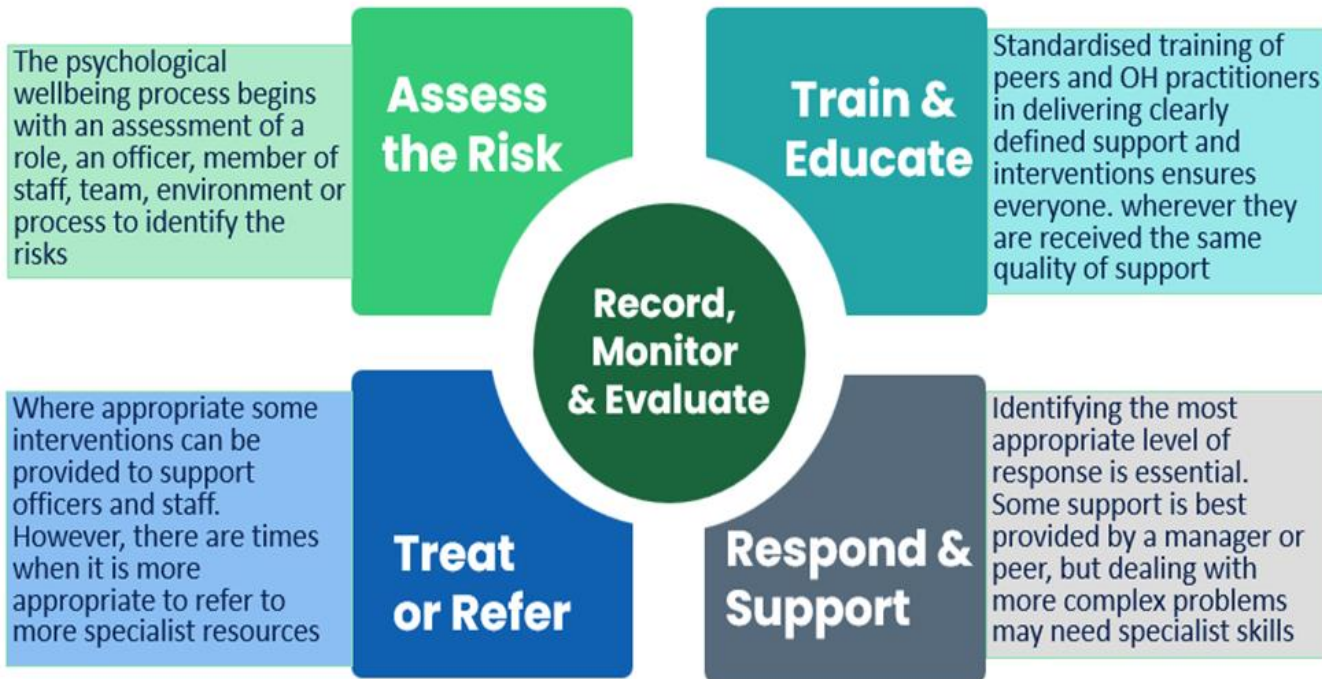 The psychological
wellbeing process begins
with an assessment of a
role, an officer, member of
staff, team, environment or
process to identify the
risks
Assess
the Risk
Train &
Educate
Standardised training of
peers and OH practitioners
in delivering clearly
defined support and
interventions ensures
everyone. wherever they
are received the same
quality of support
Record,
Monitor
& Evaluate
Where appropriate some
interventions can be
provided to support
officers and staff.
However, there are times
when it is more
appropriate to refer to
more specialist resources
Treat
or Refer
Respond &
Support
Identifying the most
appropriate level of
response is essential.
Some support is best
provided by a manager or
peer, but dealing with
more complex problems
may need specialist skills